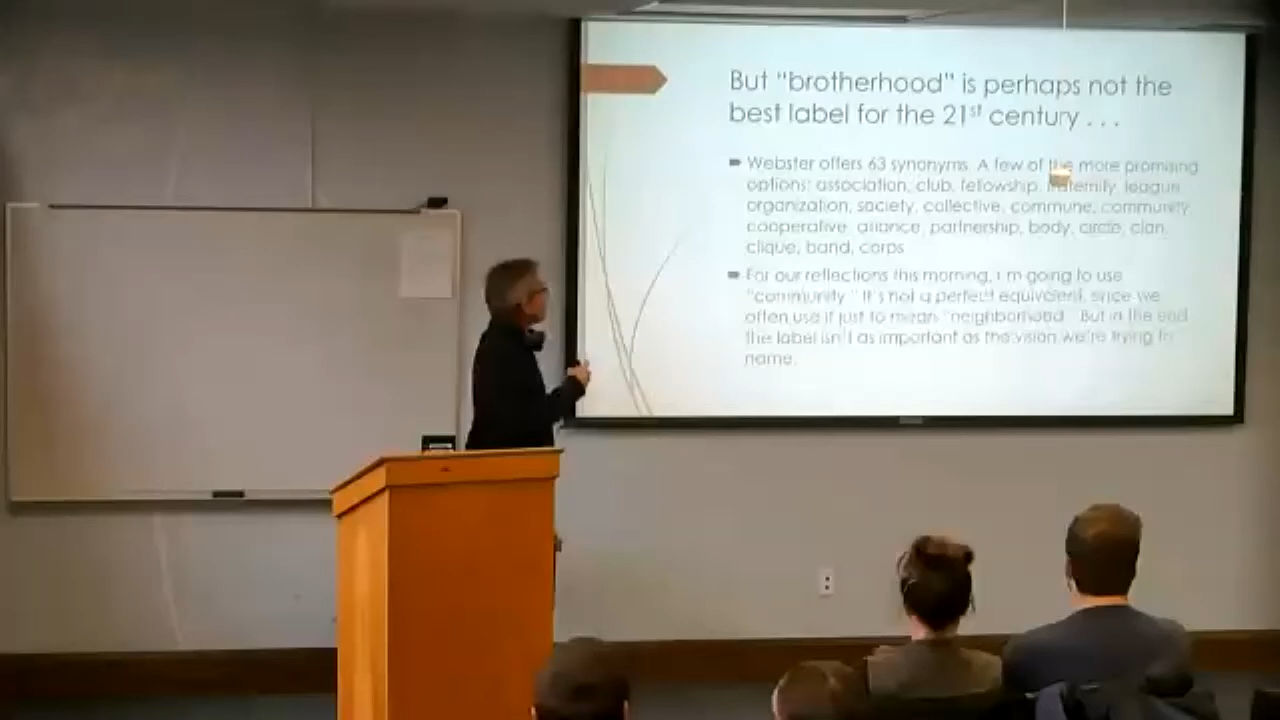 But “brotherhood” is perhaps not the
best label for the 21st century . . .
Webster offers 63 synonyms. A few of the more promising
options: association, club, fellowship, fraternity, league,
organization, society, collective, commune, community
cooperative, alliance, partnership, body, circle, clan,
clique, band, corps
For our reflections this morning, I'm going to use
“community.” It's not a perfect equivalent, since we
often use it just to mean “neighborhood.” But in the end
the label isn't as important as the vision we're trying to
name.